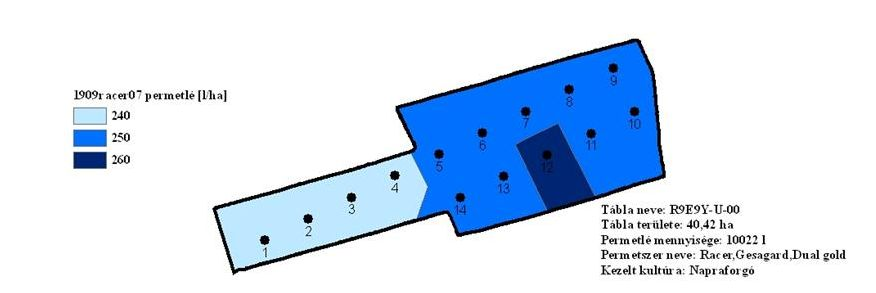 1909racer07 permetlé [l/ha]
240
250
260
9
8
10
7
11
6
12
5
13
4
14
3
2
1
Tábla neve: R9E9Y-U-00
Tábla területe: 40,42 ha
Permetlé mennyisége: 10022 l
Permetszer neve: Racer,Gesagard,Dual gold
Kezelt kultúra: Napraforgó